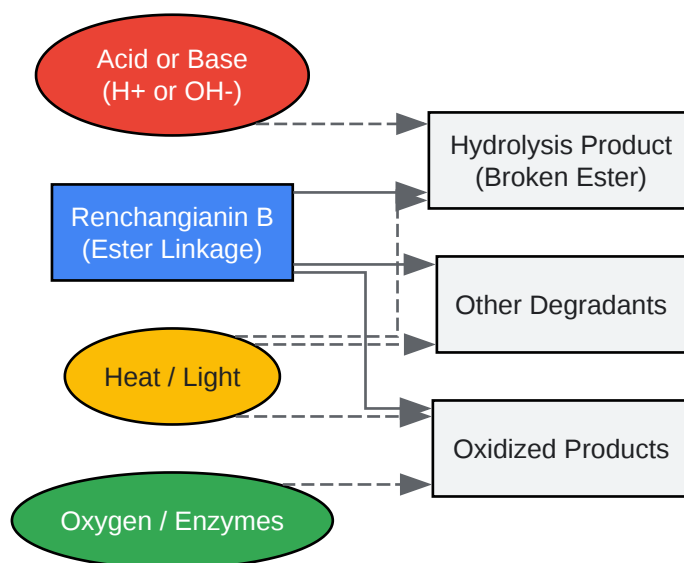 Acid or Base
(H+ or OH-)
Hydrolysis Product
(Broken Ester)
Renchangianin B
(Ester Linkage)
Other Degradants
Heat / Light
Oxidized Products
Oxygen / Enzymes